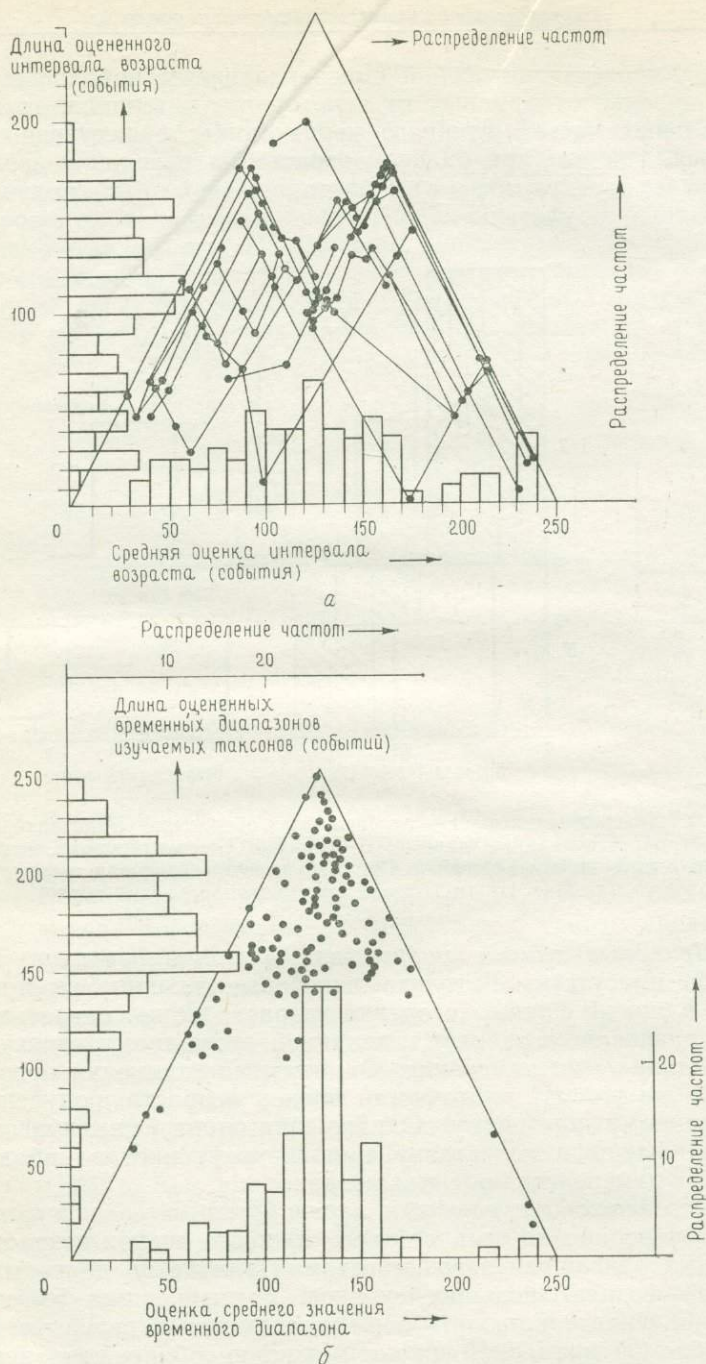 Длина оцененного
интервала возраста
(события)
Распределение частот
200
100
Распределение частот
0
50
100
150
200
250
Средняя оценка интервала
возраста (события)
а
Распределение частот
10
20
Длина оцененных
временных диапазонов
изучаемых таксонов (событий)
250
200
150
100
50
20
10
Распределение частот
0
50
100
150
200
250
Оценка среднего значения
временного диапазона
б